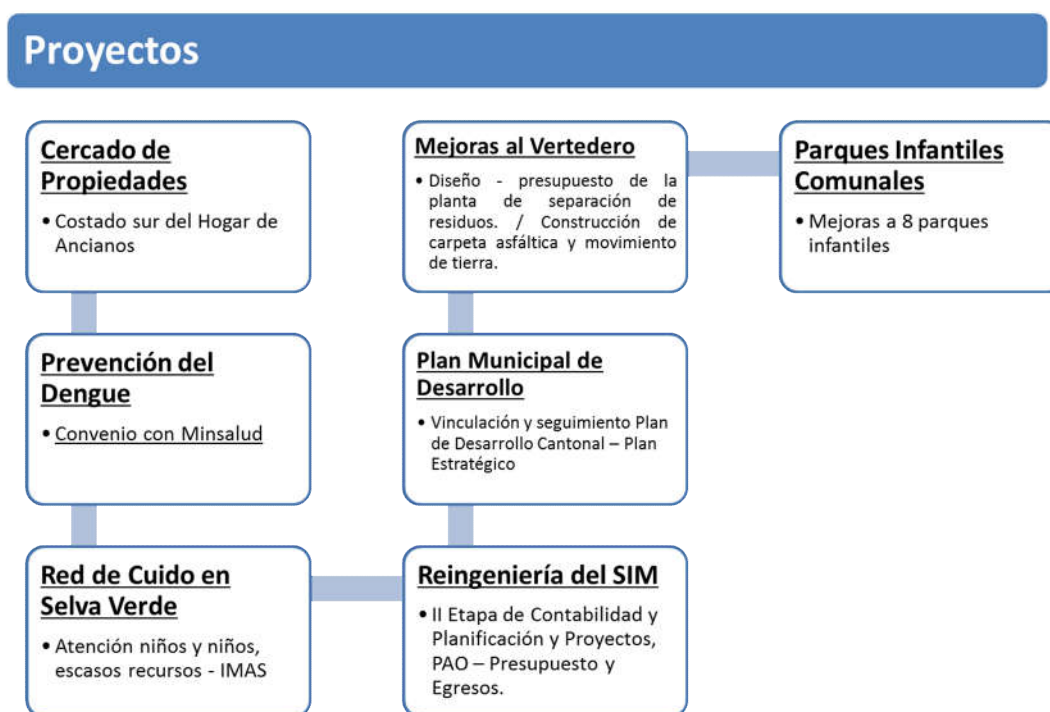 Proyectos
Cercado de
Propiedades
• Costado sur del Hogar de
Ancianos
Prevención del
Dengue
• Convenio con Minsalud
Red de Cuido en
Selva Verde
• Atención niños y niños,
escasos recursos - IMAS
Reingeniería del SIM
• II Etapa de Contabilidad y
Planificación y Proyectos,
PAO – Presupuesto y
Egresos.
Plan Municipal de
Desarrollo
• Vinculación y seguimiento Plan
de Desarrollo Cantonal – Plan
Estratégico
Mejoras al Vertedero
• Diseño - presupuesto de la
planta de separación de
residuos. / Construcción de
carpeta asfáltica y movimiento
de tierra.
Parques Infantiles
Comunales
• Mejoras a 8 parques
infantiles